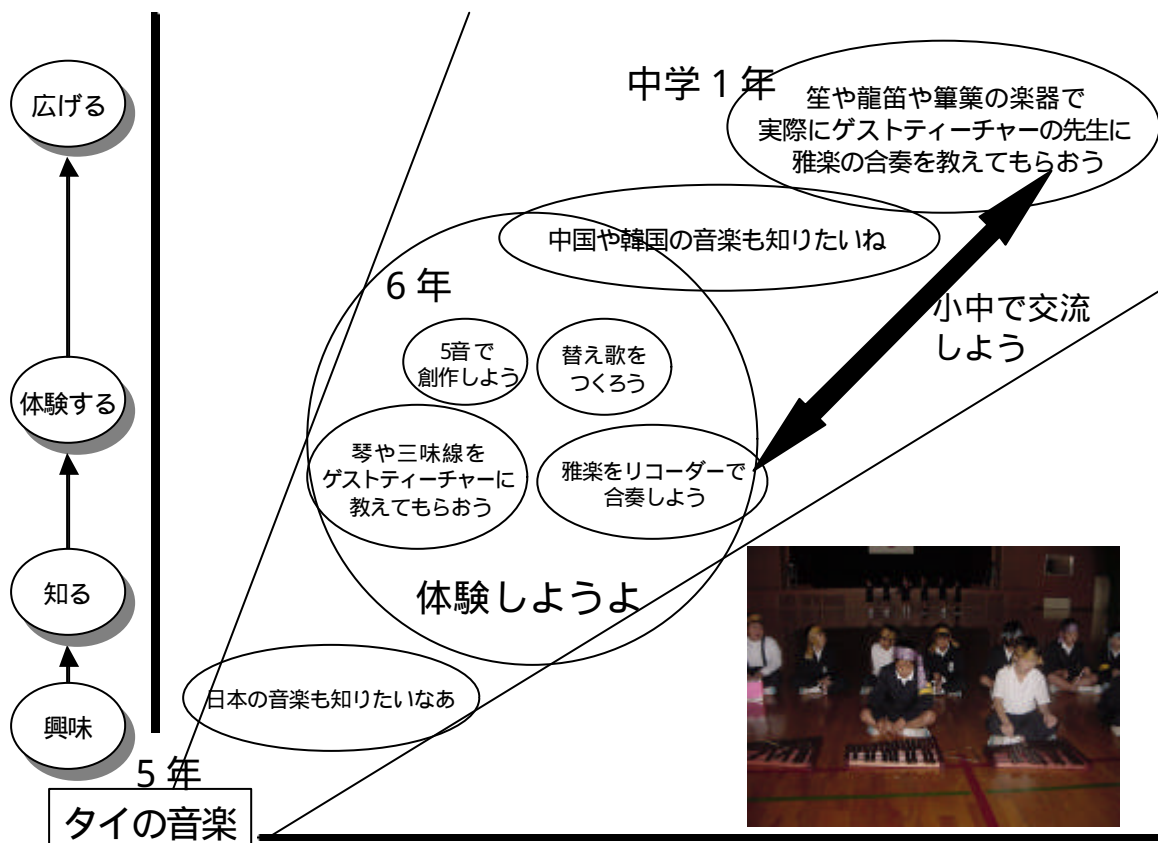 広げる
体験する
知る
興味
中学1年
笙や龍笛や篳篥の楽器で
実際にゲストティーチャーの先生に
雅楽の合奏を教えてもらおう
中国や韓国の音楽も知りたいね
小中で交流
しよう
6年
5音で
創作しよう
替え歌を
つくろう
琴や三味線を
ゲストティーチャーに
教えてもらおう
雅楽をリコーダーで
合奏しよう
体験しようよ
日本の音楽も知りたいなあ
5年
タイの音楽